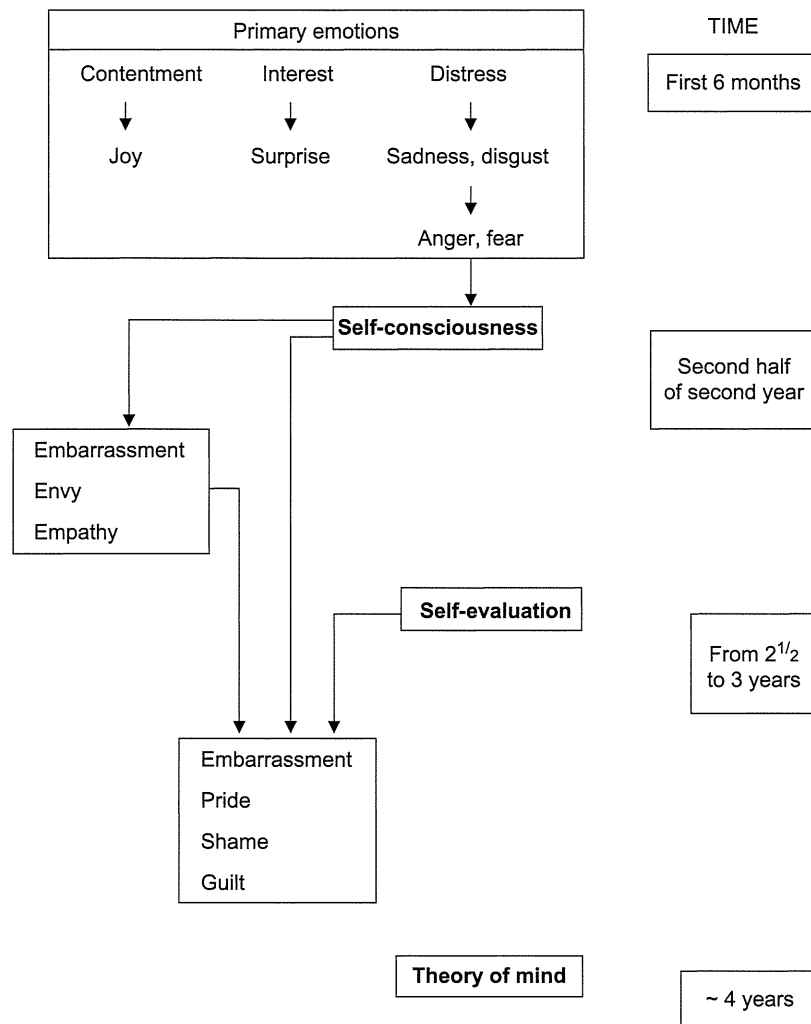 Primary emotions
TIME
Contentment Interest Distress
First 6 months
Joy Surprise Sadness, disgust
Anger, fear
Self-consciousness
Second half
of second year
Embarrassment
Envy
Empathy
Self-evaluation
From 2 1/2
to 3 years
Embarrassment
Pride
Shame
Guilt
Theory of mind
~ 4 years